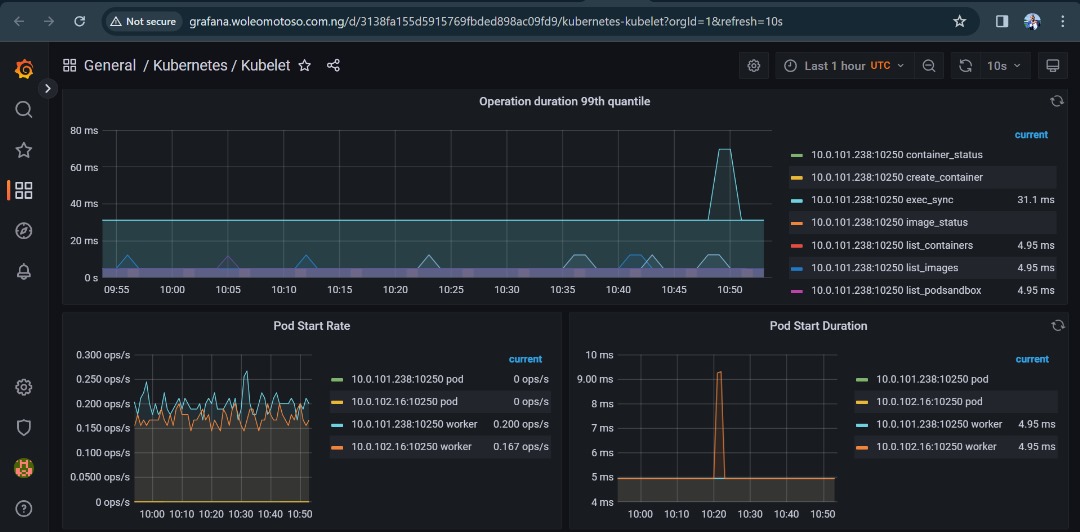 Not secure grafana.woleomotoso.com.ng/d/3138fa155d5915769fbded898ac09fd9/kubernetes-kubelet?orgId=1&refresh=10s
General / Kubernetes / Kubelet
Last 1 hour UTC
10s
Operation duration 99th quantile
80 ms
60 ms
40 ms
20 ms
0 s
09:55 10:00 10:05 10:10 10:15 10:20 10:25 10:30 10:35 10:40 10:45 10:50
current
10.0.101.238:10250 container_status
10.0.101.238:10250 create_container
10.0.101.238:10250 exec_sync 31.1 ms
10.0.101.238:10250 image_status
10.0.101.238:10250 list_containers 4.95 ms
10.0.101.238:10250 list_images 4.95 ms
10.0.101.238:10250 list_podsandbox 4.95 ms
Pod Start Rate
0.300 ops/s
0.250 ops/s
0.200 ops/s
0.150 ops/s
0.100 ops/s
0.0500 ops/s
0 ops/s
10:00 10:10 10:20 10:30 10:40 10:50
current
10.0.101.238:10250 pod 0 ops/s
10.0.102.16:10250 pod 0 ops/s
10.0.101.238:10250 worker 0.200 ops/s
10.0.102.16:10250 worker 0.167 ops/s
Pod Start Duration
10 ms
9.00 ms
8 ms
7 ms
6 ms
5 ms
4 ms
10:00 10:10 10:20 10:30 10:40 10:50
current
10.0.101.238:10250 pod
10.0.102.16:10250 pod
10.0.101.238:10250 worker 4.95 ms
10.0.102.16:10250 worker 4.95 ms